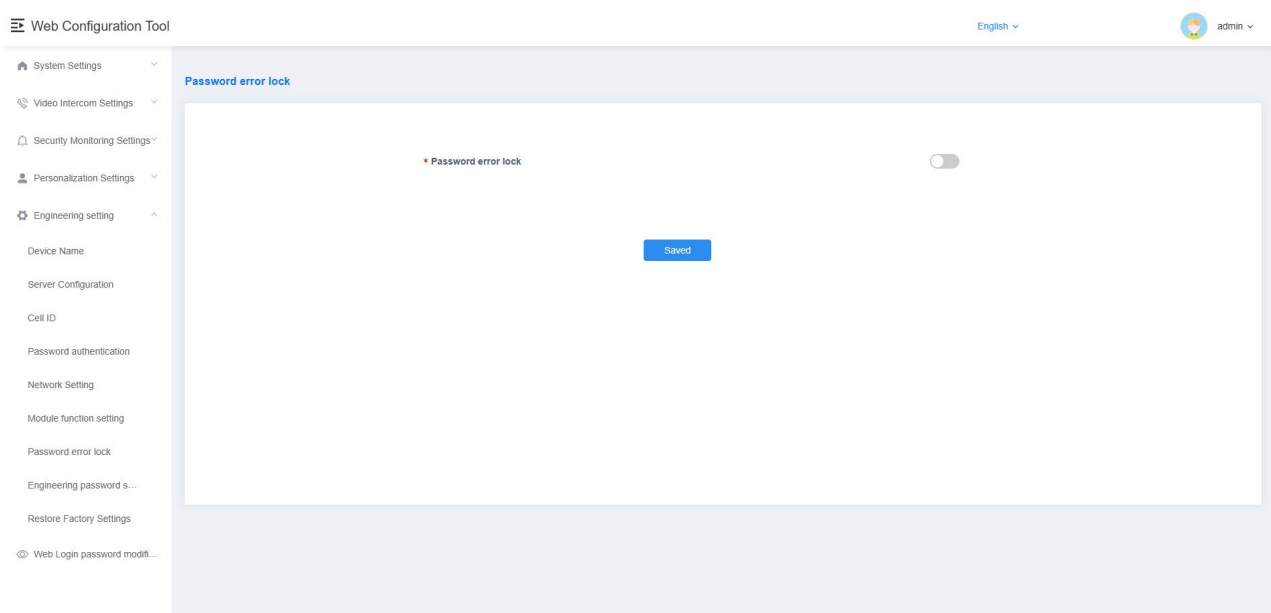 Web Configuration Tool
English
admin
System Settings
Video Intercom Settings
Security Monitoring Settings
Personalization Settings
Engineering setting
Device Name
Server Configuration
Cell ID
Password authentication
Network Setting
Module function setting
Password error lock
Engineering password s...
Restore Factory Settings
Web Login password modifi...
Password error lock
* Password error lock
Saved